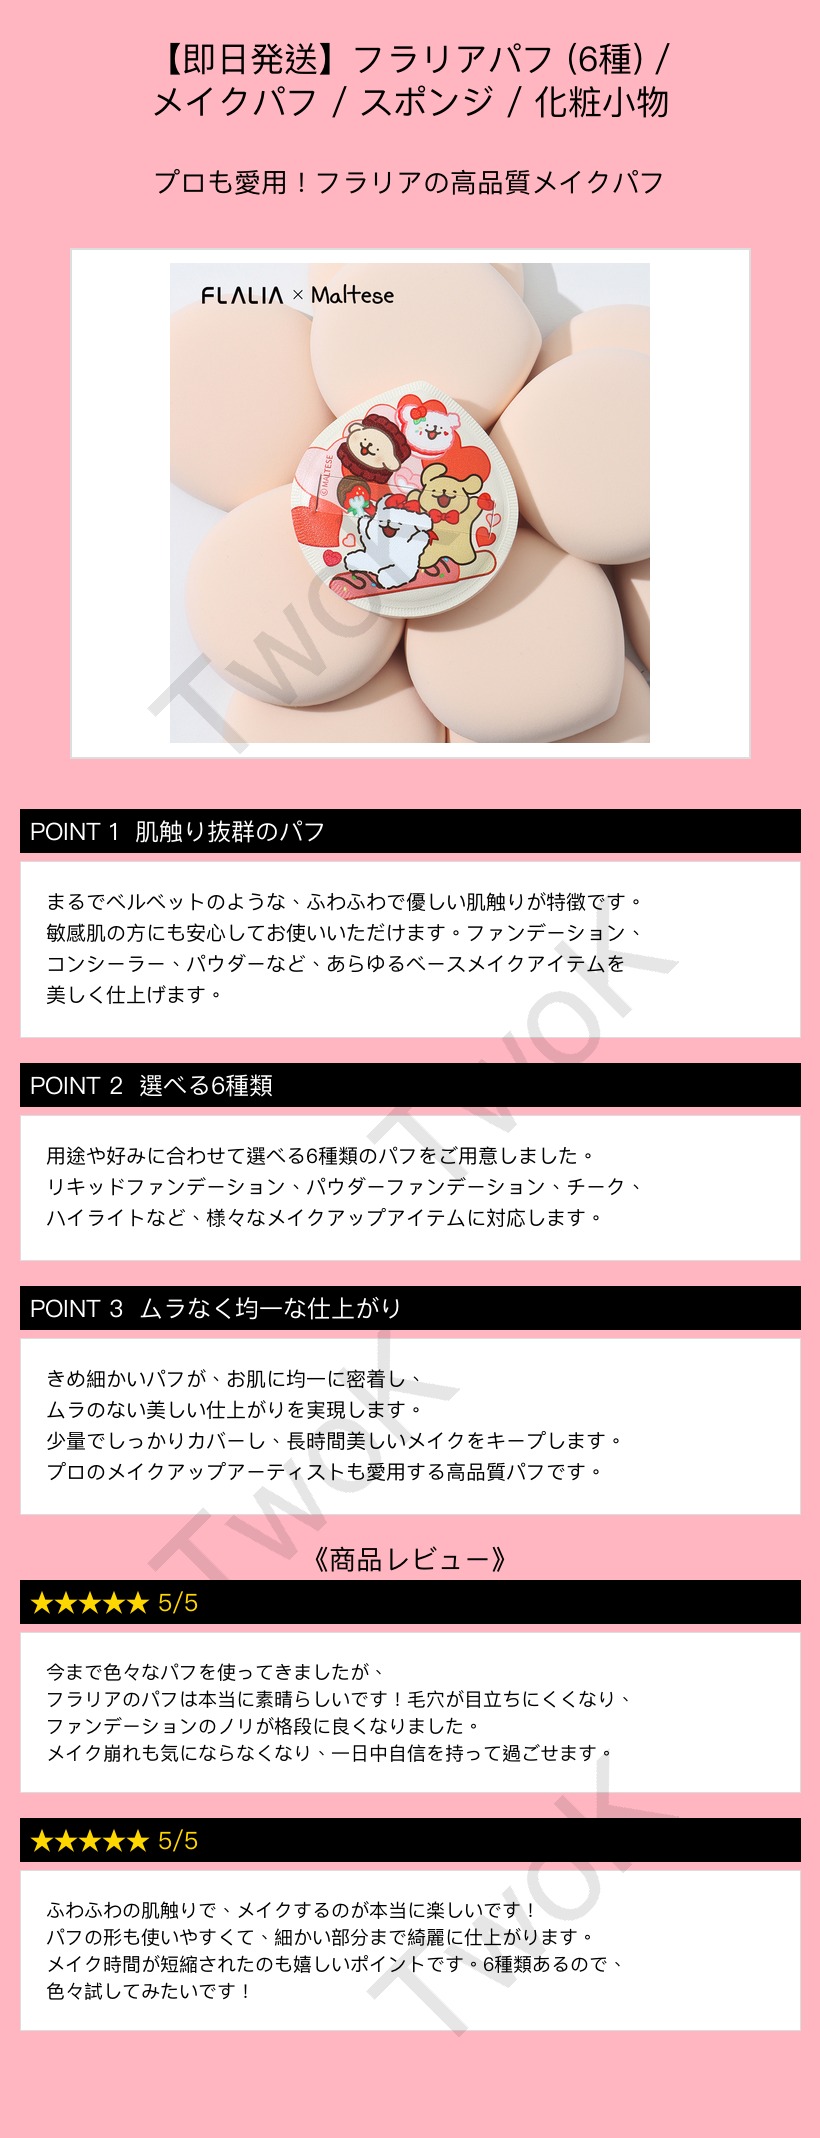 【即日発送】フラリアパフ (6種) /
メイクパフ / スポンジ / 化粧小物
プロも愛用！フラリアの高品質メイクパフ
FLALIA × Maltese
©MALTESE
POINT 1 肌触り抜群のパフ
まるでベルベットのような、ふわふわで優しい肌触りが特徴です。
敏感肌の方にも安心してお使いいただけます。ファンデーション、
コンシーラー、パウダーなど、あらゆるベースメイクアイテムを
美しく仕上げます。
POINT 2 選べる6種類
用途や好みに合わせて選べる6種類のパフをご用意しました。
リキッドファンデーション、パウダーファンデーション、チーク、
ハイライトなど、様々なメイクアップアイテムに対応します。
POINT 3 ムラなく均一な仕上がり
きめ細かいパフが、お肌に均一に密着し、
ムラのない美しい仕上がりを実現します。
少量でしっかりカバーし、長時間美しいメイクをキープします。
プロのメイクアップアーティストも愛用する高品質パフです。
《商品レビュー》
★★★★★ 5/5
今まで色々なパフを使ってきましたが、
フラリアのパフは本当に素晴らしいです！毛穴が目立ちにくくなり、
ファンデーションのノリが格段に良くなりました。
メイク崩れも気にならなくなり、一日中自信を持って過ごせます。
★★★★★ 5/5
ふわふわの肌触りで、メイクするのが本当に楽しいです！
パフの形も使いやすくて、細かい部分まで綺麗に仕上がります。
メイク時間が短縮されたのも嬉しいポイントです。6種類あるので、
色々試してみたいです！
TwoK
TwoK
TwoK
TwoK